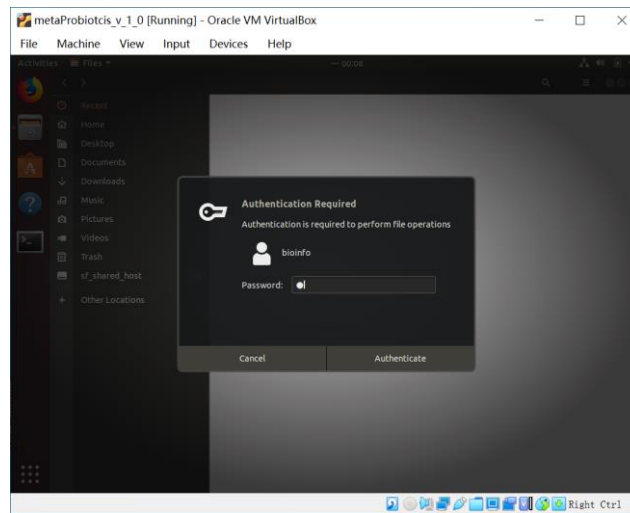 metaProbiotcis_v_1_0 [Running] - Oracle VM VirtualBox
File Machine View Input Devices Help
Activities Files
00:08
Recent
Home
Desktop
Documents
Downloads
Music
Pictures
Videos
Trash
sf_shared_host
+ Other Locations
Authentication Required
Authentication is required to perform file operations
bioinfo
Password:
Cancel Authenticate
Right Ctrl